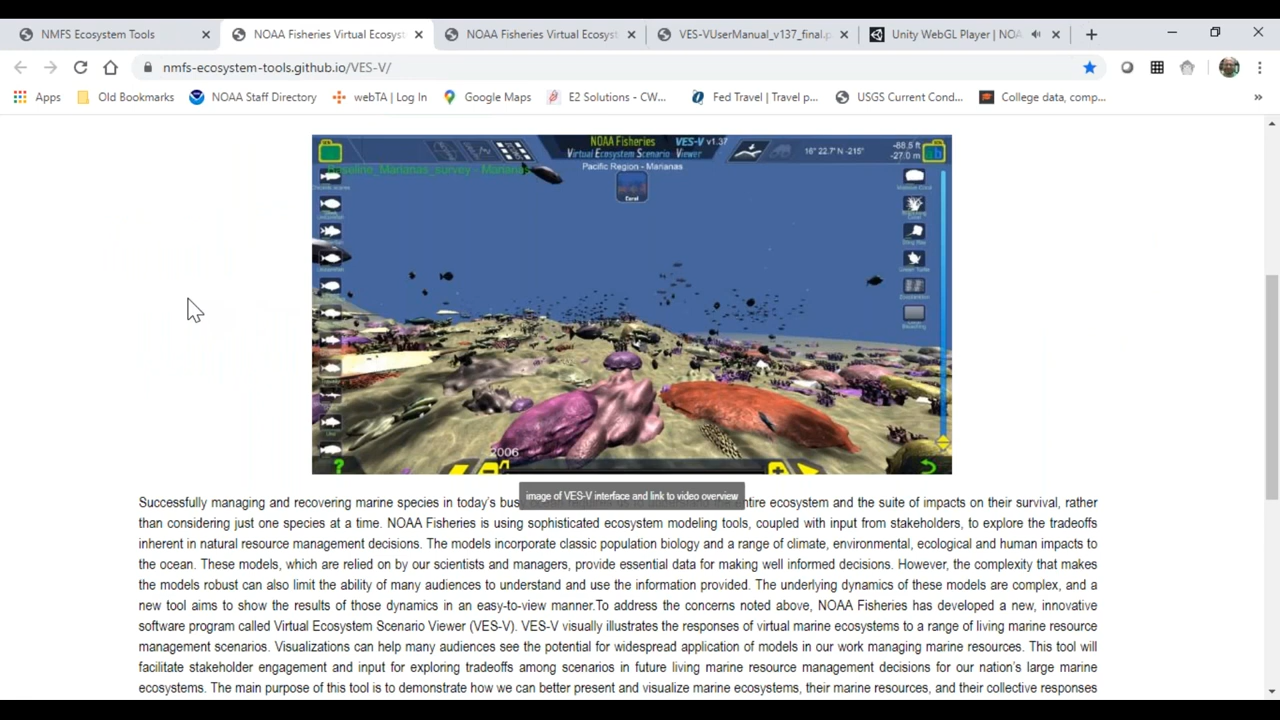 NMFS Ecosystem Tools
NOAA Fisheries Virtual Ecosyst
NOAA Fisheries Virtual Ecosyst
VES-VUserManual_v137_final.p
Unity WebGL Player | NOA
nmfs-ecosystem-tools.github.io/VES-V/
Apps
Old Bookmarks
NOAA Staff Directory
webTA | Log In
Google Maps
E2 Solutions - CW...
Fed Travel | Travel p...
USGS Current Cond...
College data, comp...
»
NOAA Fisheries VES-V v1.37
Virtual Ecosystem Scenario Viewer
16° 22.7' N -215°
-88.5 ft
-27.0 m
Baseline_Marianas_survey - Marianas
Pacific Region - Marianas
Coral
2006
image of VES-V interface and link to video overview
Successfully managing and recovering marine species in today's bus entire ecosystem and the suite of impacts on their survival, rather
than considering just one species at a time. NOAA Fisheries is using sophisticated ecosystem modeling tools, coupled with input from stakeholders, to explore the tradeoffs
inherent in natural resource management decisions. The models incorporate classic population biology and a range of climate, environmental, ecological and human impacts to
the ocean. These models, which are relied on by our scientists and managers, provide essential data for making well informed decisions. However, the complexity that makes
the models robust can also limit the ability of many audiences to understand and use the information provided. The underlying dynamics of these models are complex, and a
new tool aims to show the results of those dynamics in an easy-to-view manner.To address the concerns noted above, NOAA Fisheries has developed a new, innovative
software program called Virtual Ecosystem Scenario Viewer (VES-V). VES-V visually illustrates the responses of virtual marine ecosystems to a range of living marine resource
management scenarios. Visualizations can help many audiences see the potential for widespread application of models in our work managing marine resources. This tool will
facilitate stakeholder engagement and input for exploring tradeoffs among scenarios in future living marine resource management decisions for our nation's large marine
ecosystems. The main purpose of this tool is to demonstrate how we can better present and visualize marine ecosystems, their marine resources, and their collective responses